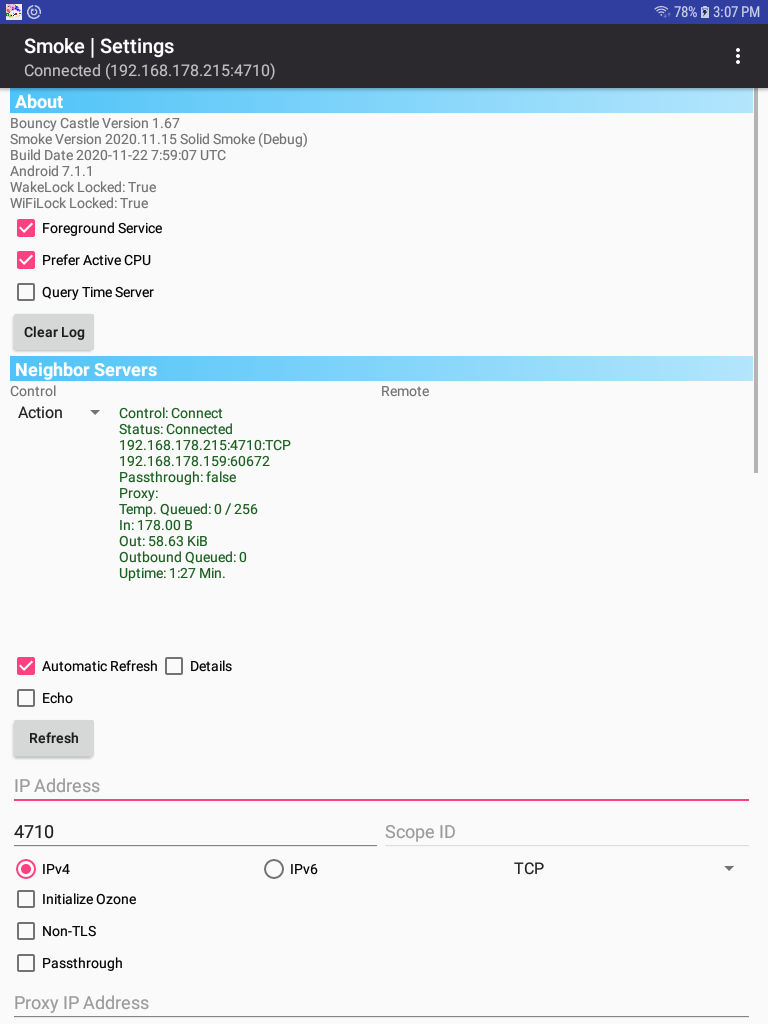 78% 3:07 PM
Smoke | Settings
Connected (192.168.178.215:4710)
About
Bouncy Castle Version 1.67
Smoke Version 2020.11.15 Solid Smoke (Debug)
Build Date 2020-11-22 7:59:07 UTC
Android 7.1.1
WakeLock Locked: True
WiFiLock Locked: True
Foreground Service
Prefer Active CPU
Query Time Server
Clear Log
Neighbor Servers
Control Remote
Action
Control: Connect
Status: Connected
192.168.178.215:4710:TCP
192.168.178.159:60672
Passthrough: false
Proxy:
Temp. Queued: 0 / 256
In: 178.00 B
Out: 58.63 KiB
Outbound Queued: 0
Uptime: 1:27 Min.
Automatic Refresh Details
Echo
Refresh
IP Address
4710 Scope ID
IPv4 IPv6 TCP
Initialize Ozone
Non-TLS
Passthrough
Proxy IP Address